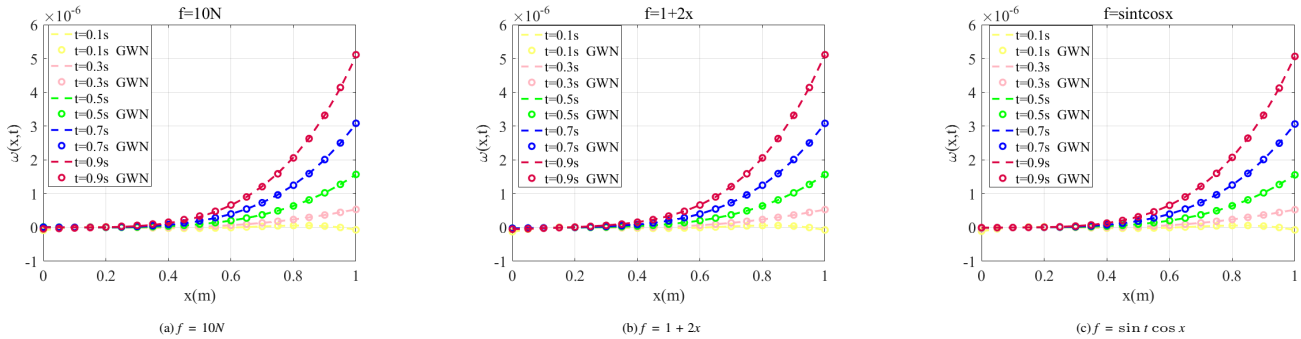 ×10⁻⁶
f=10N
6
5
4
3
2
1
0
-1
ω(x,t)
t=0.1s
t=0.1s GWN
t=0.3s
t=0.3s GWN
t=0.5s
t=0.5s GWN
t=0.7s
t=0.7s GWN
t=0.9s
t=0.9s GWN
0 0.2 0.4 0.6 0.8 1
x(m)
(a) f = 10N
×10⁻⁶
f=1+2x
6
5
4
3
2
1
0
-1
ω(x,t)
t=0.1s
t=0.1s GWN
t=0.3s
t=0.3s GWN
t=0.5s
t=0.5s GWN
t=0.7s
t=0.7s GWN
t=0.9s
t=0.9s GWN
0 0.2 0.4 0.6 0.8 1
x(m)
(b) f = 1 + 2x
×10⁻⁶
f=sintcosx
6
5
4
3
2
1
0
-1
ω(x,t)
t=0.1s
t=0.1s GWN
t=0.3s
t=0.3s GWN
t=0.5s
t=0.5s GWN
t=0.7s
t=0.7s GWN
t=0.9s
t=0.9s GWN
0 0.2 0.4 0.6 0.8 1
x(m)
(c) f = sin t cos x